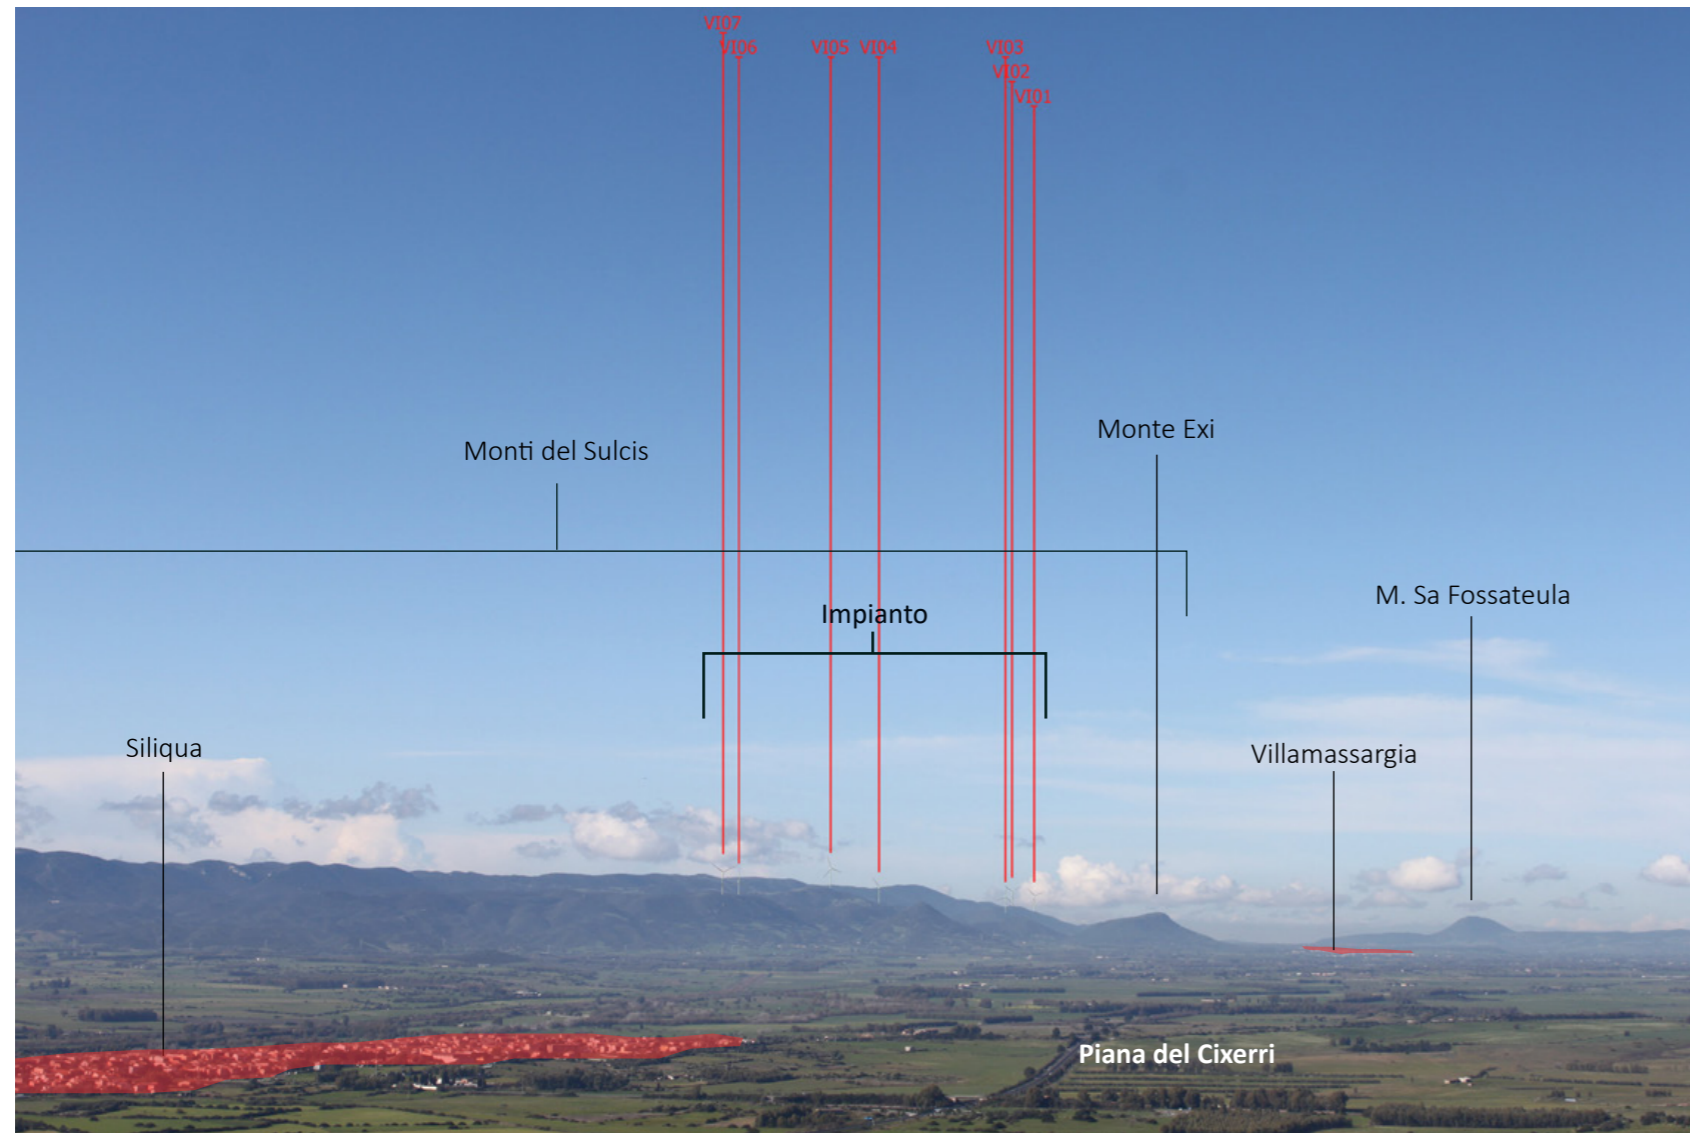 VI07
VI06
VI05
VI04
VI03
VI02
VI01
Monte Exi
Monti del Sulcis
M. Sa Fossateula
Impianto
Siliqua
Villamassargia
Piana del Cixerri